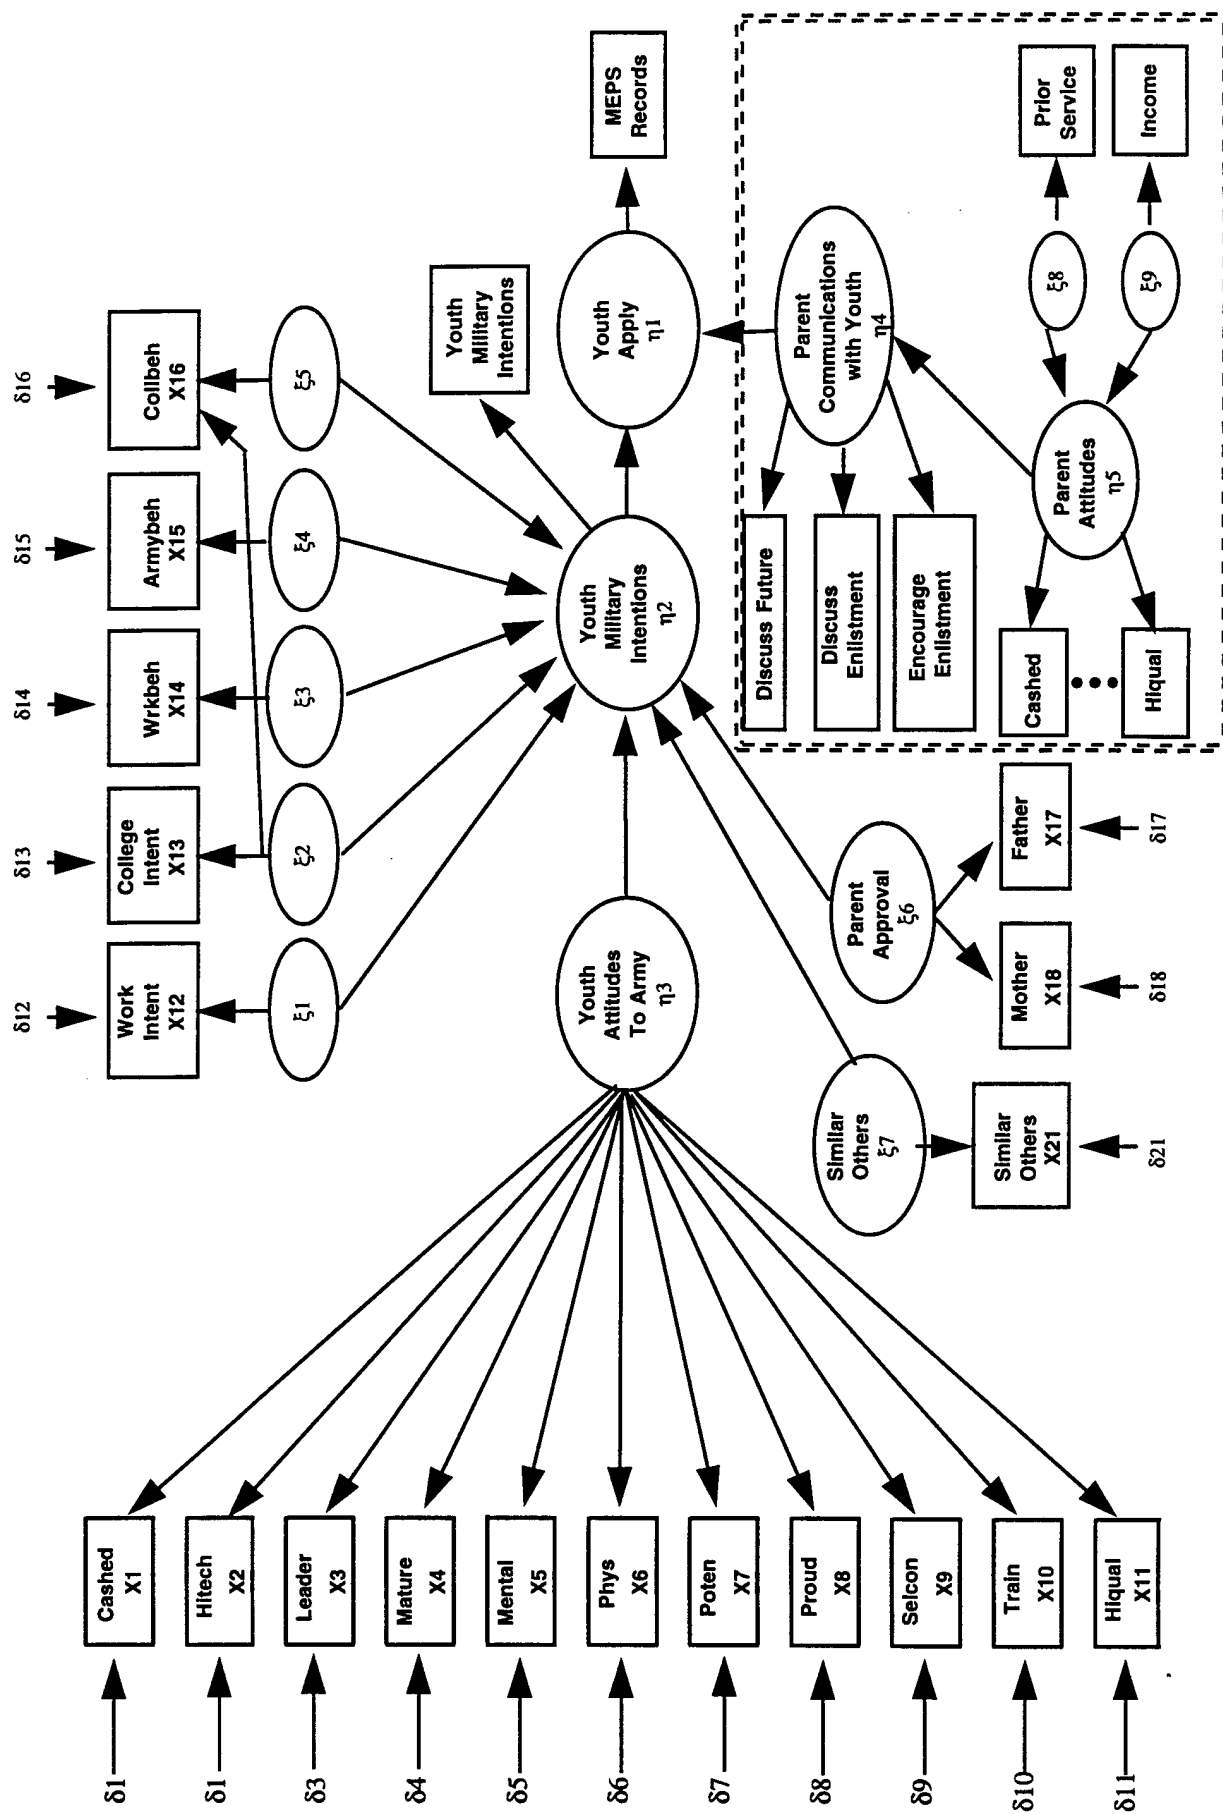 δ12
δ13
δ14
δ15
δ16
Work
Intent
X12
College
Intent
X13
Wrkbeh
X14
Armybeh
X15
Collbeh
X16
ξ1
ξ2
ξ3
ξ4
ξ5
Youth
Military
Intentions
MEPS
Records
δ1
Cashed
X1
δ1
Hitech
X2
δ3
Leader
X3
δ4
Mature
X4
δ5
Mental
X5
δ6
Phys
X6
δ7
Poten
X7
δ8
Proud
X8
δ9
Selcon
X9
δ10
Train
X10
δ11
Hiqual
X11
Youth
Attitudes
To Army
η3
Youth
Military
Intentions
η2
Youth
Apply
η1
Similar
Others
ξ7
Similar
Others
X21
δ21
Parent
Approval
ξ6
Mother
X18
δ18
Father
X17
δ17
Discuss Future
Discuss
Enlistment
Encourage
Enlistment
Parent
Communications
with Youth
η4
Cashed
Hiqual
Parent
Attitudes
η5
ξ8
ξ9
Prior
Service
Income